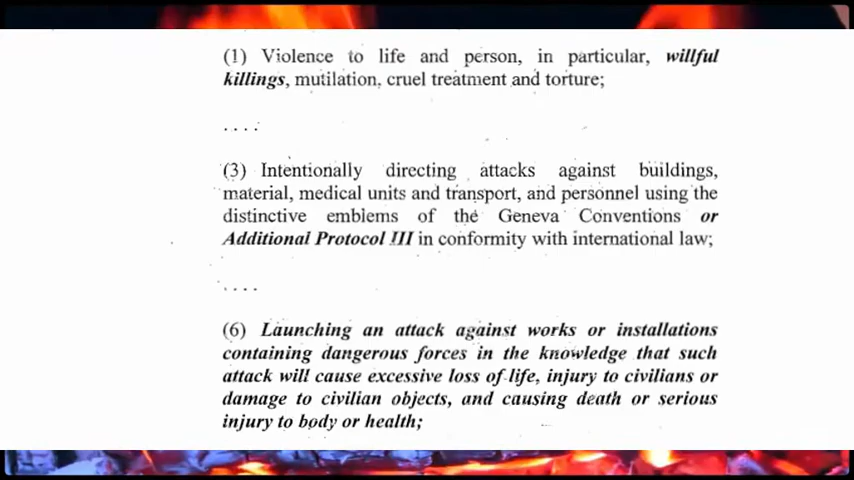 (1) Violence to life and person, in particular, willful
killings, mutilation, cruel treatment and torture;
....
(3) Intentionally directing attacks against buildings,
material, medical units and transport, and personnel using the
distinctive emblems of the Geneva Conventions or
Additional Protocol III in conformity with international law;
....
(6) Launching an attack against works or installations
containing dangerous forces in the knowledge that such
attack will cause excessive loss of life, injury to civilians or
damage to civilian objects, and causing death or serious
injury to body or health;